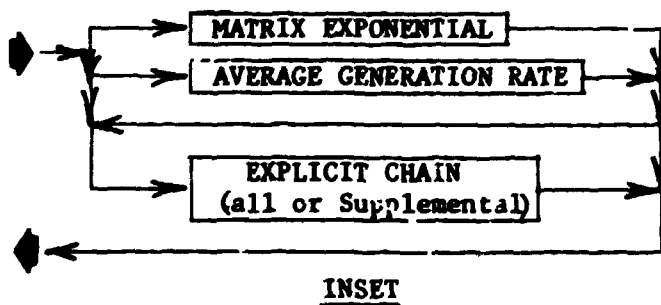 MATRIX EXPONENTIAL
AVERAGE GENERATION RATE
EXPLICIT CHAIN
(all or Supplemental)
INSET